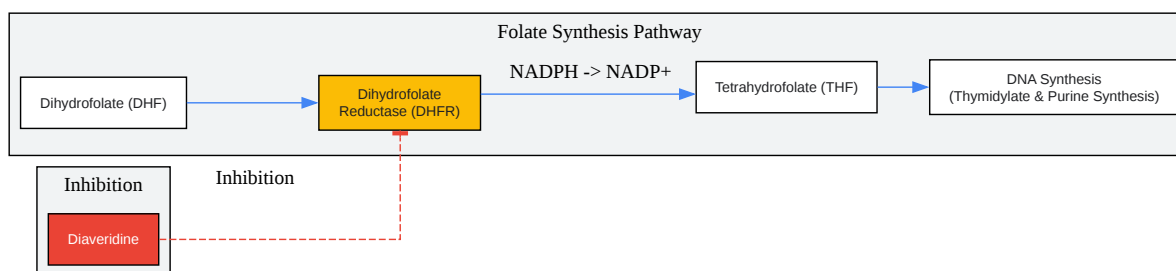 Folate Synthesis Pathway
NADPH -> NADP+
Dihydrofolate (DHF)
Dihydrofolate
Reductase (DHFR)
Tetrahydrofolate (THF)
DNA Synthesis
(Thymidylate & Purine Synthesis)
Inhibition
Inhibition
Diaveridine